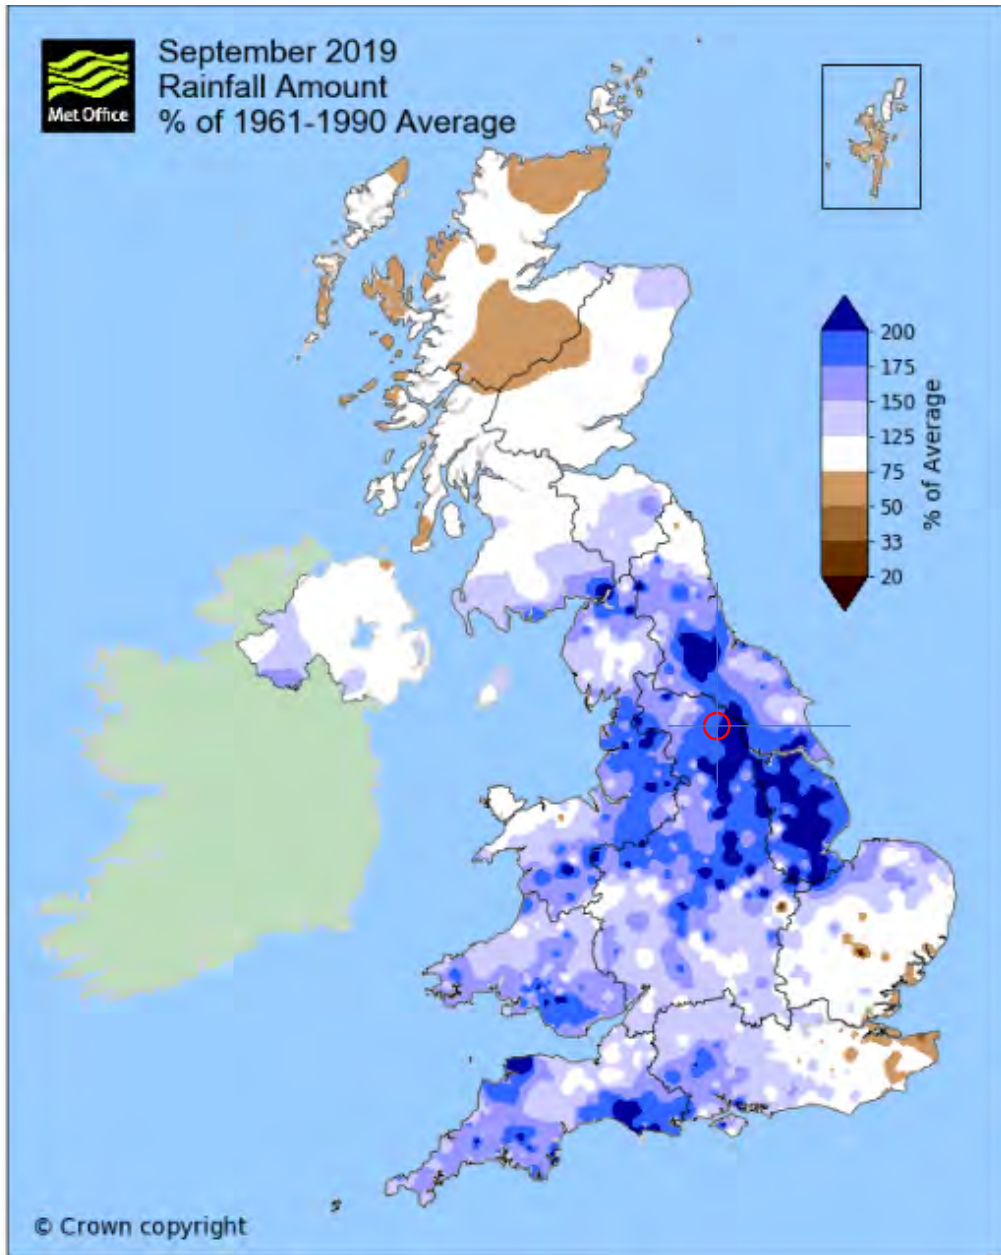 September 2019
Rainfall Amount
% of 1961-1990 Average
Met Office
200
175
150
125
75
50
33
20
% of Average
© Crown copyright